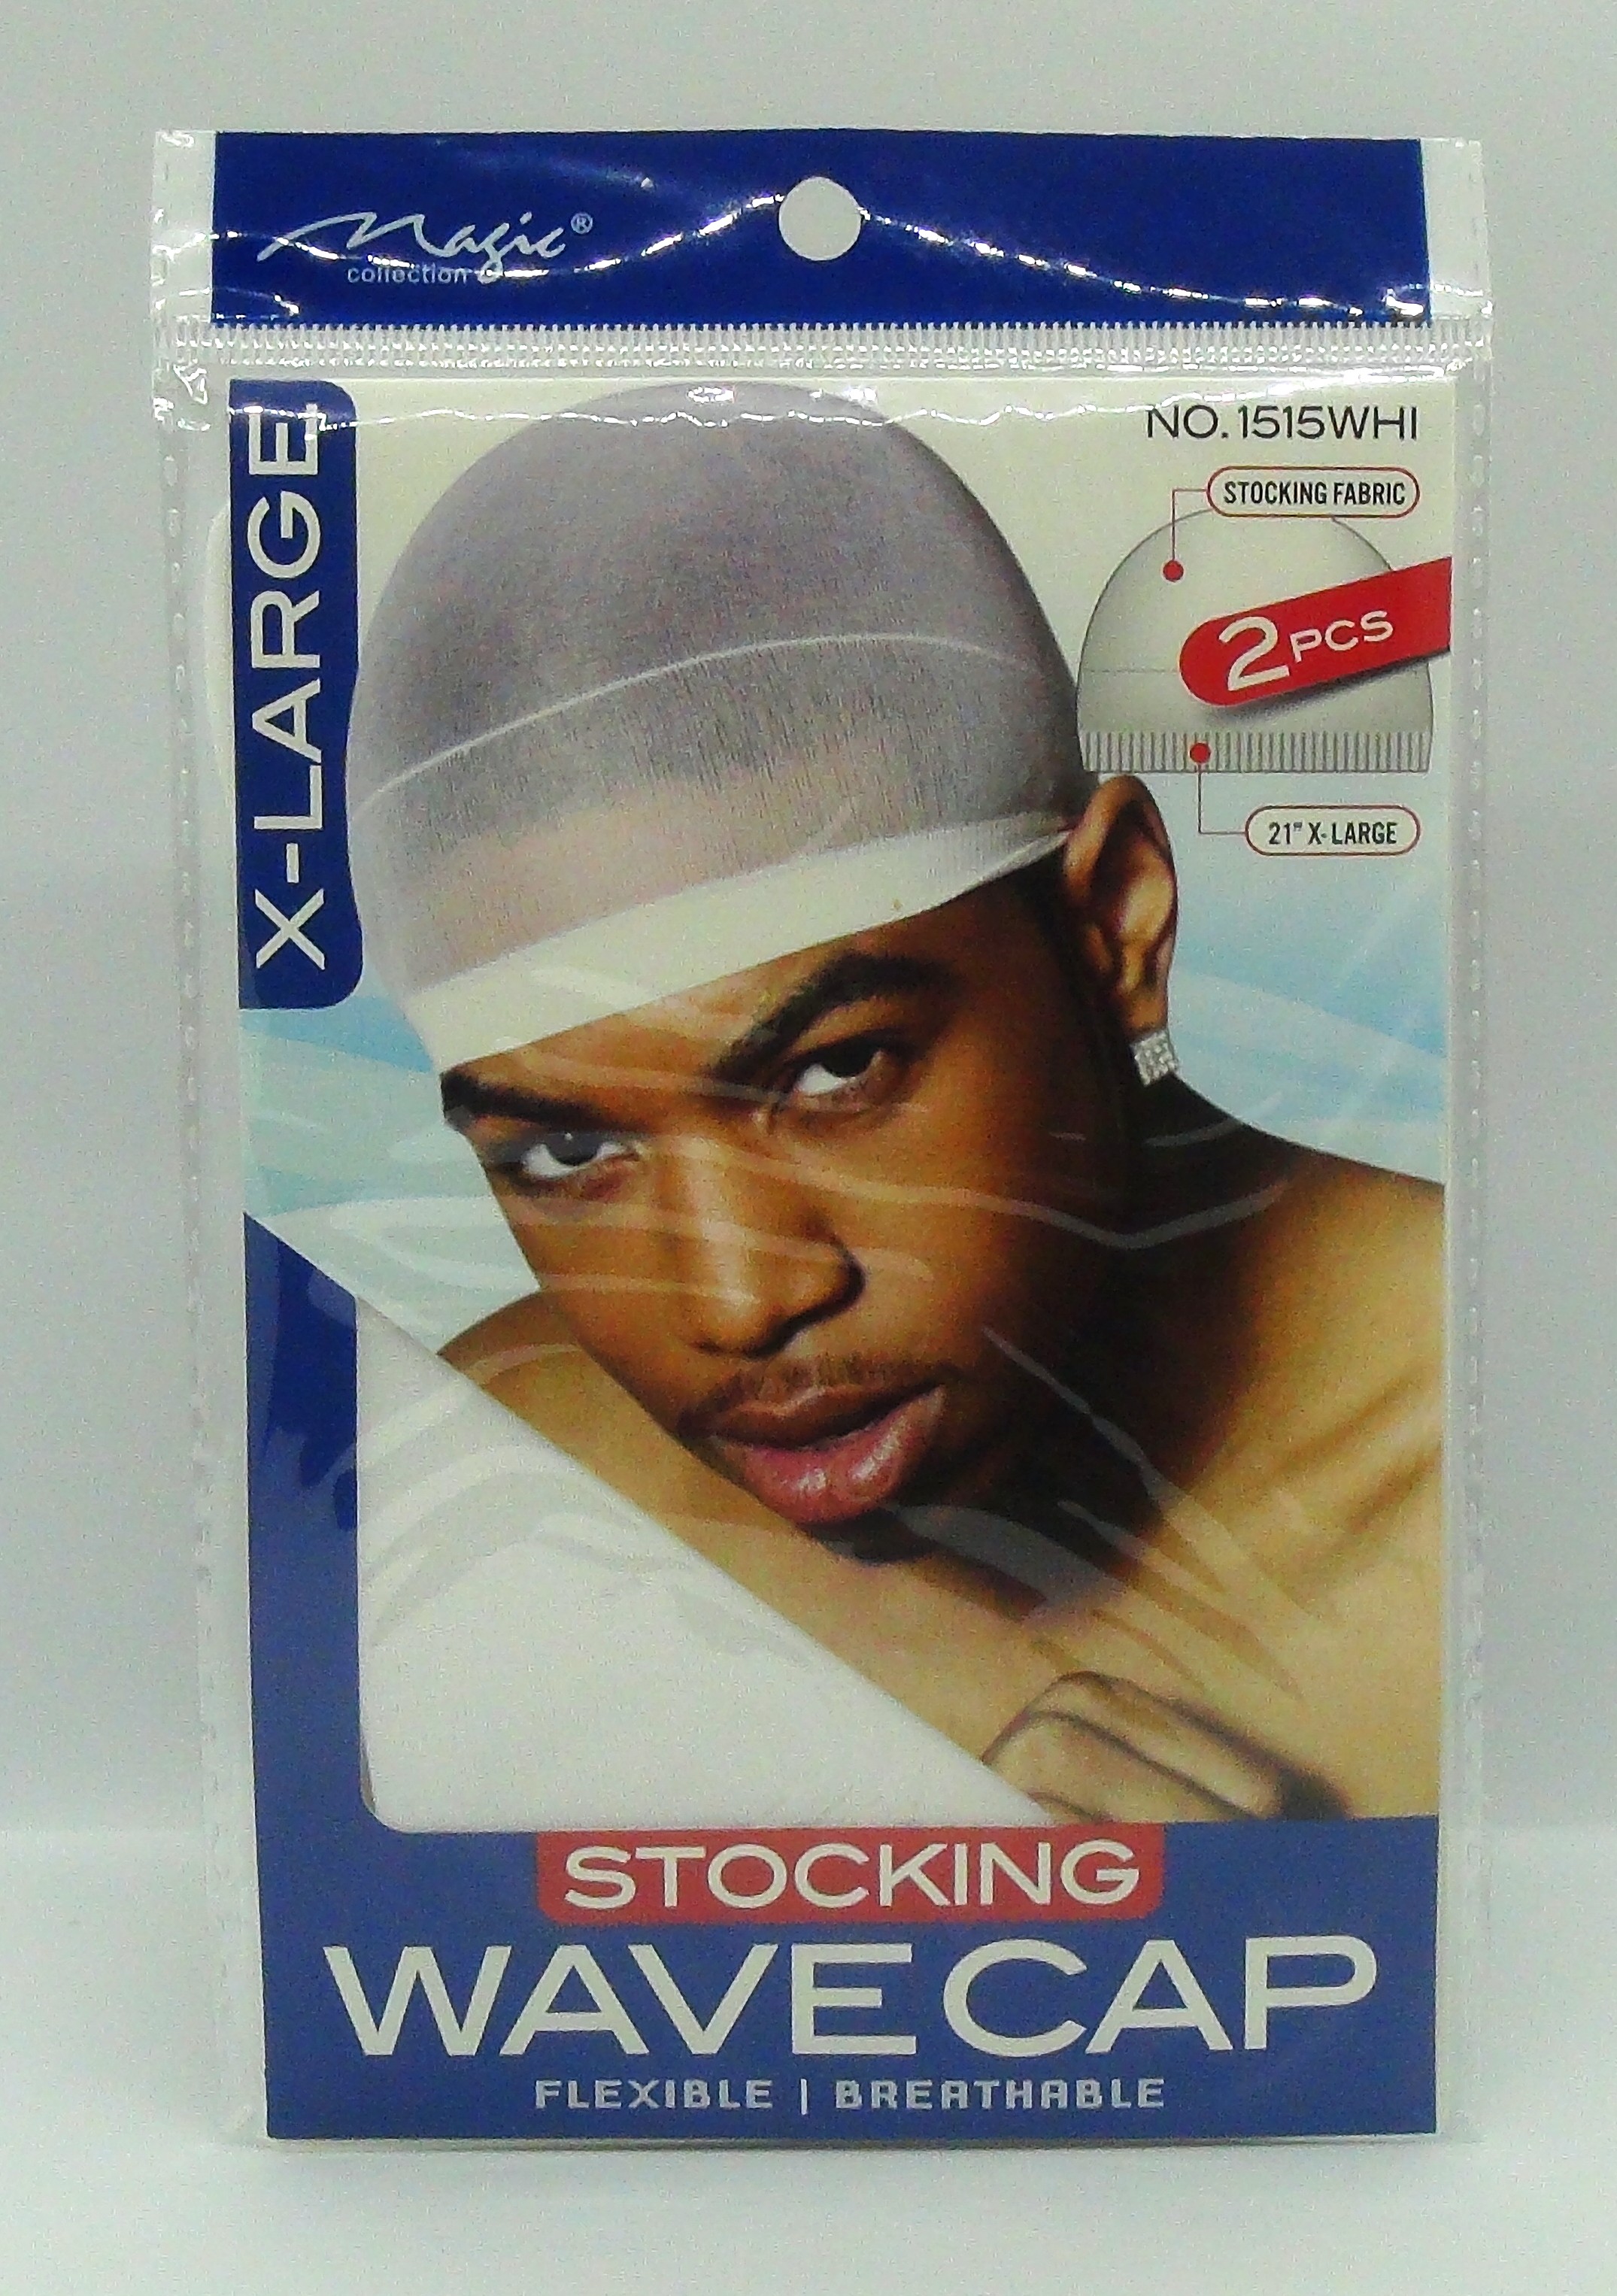 Magic®
collection
X-LARGE
NO. 1515WHI
STOCKING FABRIC
2 PCS
21" X-LARGE
STOCKING
WAVE CAP
FLEXIBLE | BREATHABLE